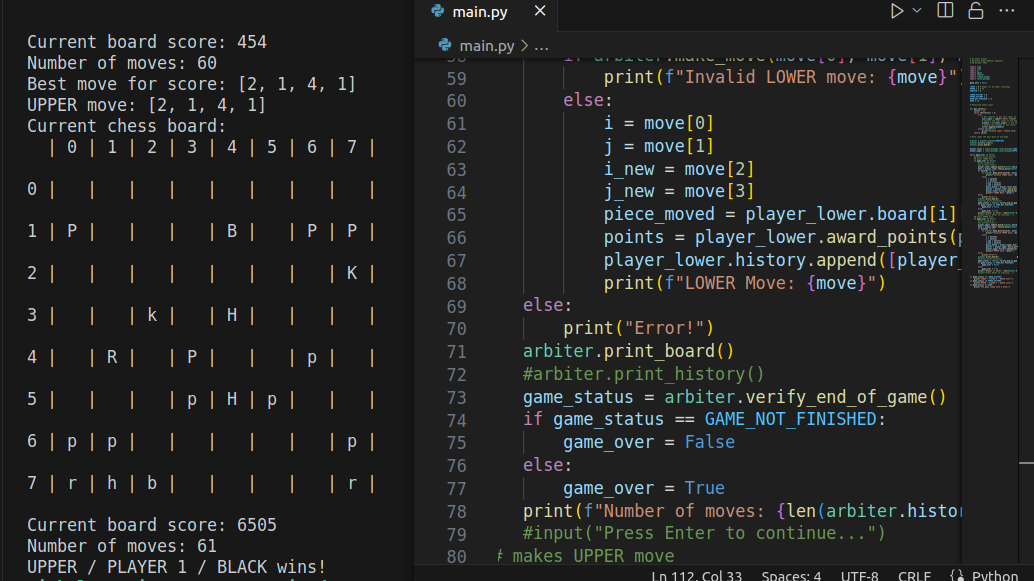 Current board score: 454
Number of moves: 60
Best move for score: [2, 1, 4, 1]
UPPER move: [2, 1, 4, 1]
Current chess board:
| 0 | 1 | 2 | 3 | 4 | 5 | 6 | 7 |
0 | | | | | | | | |
1 | P | | | | B | | P | P |
2 | | | | | | | | K |
3 | | | k | | H | | | |
4 | | R | | P | | | p | |
5 | | | | p | H | p | | |
6 | p | p | | | | | | p |
7 | r | h | b | | | | | r |
Current board score: 6505
Number of moves: 61
UPPER / PLAYER 1 / BLACK wins!
main.py ×
main.py > ...
59 print(f"Invalid LOWER move: {move}"
60 else:
61 i = move[0]
62 j = move[1]
63 i_new = move[2]
64 j_new = move[3]
65 piece_moved = player_lower.board[i]
66 points = player_lower.award_points(
67 player_lower.history.append([player_
68 print(f"LOWER Move: {move}")
69 else:
70 print("Error!")
71 arbiter.print_board()
72 #arbiter.print_history()
73 game_status = arbiter.verify_end_of_game()
74 if game_status == GAME_NOT_FINISHED:
75 game_over = False
76 else:
77 game_over = True
78 print(f"Number of moves: {len(arbiter.histor
79 #input("Press Enter to continue...")
80 # makes UPPER move
Ln 112, Col 33 Spaces: 4 UTF-8 CRLF {} Python